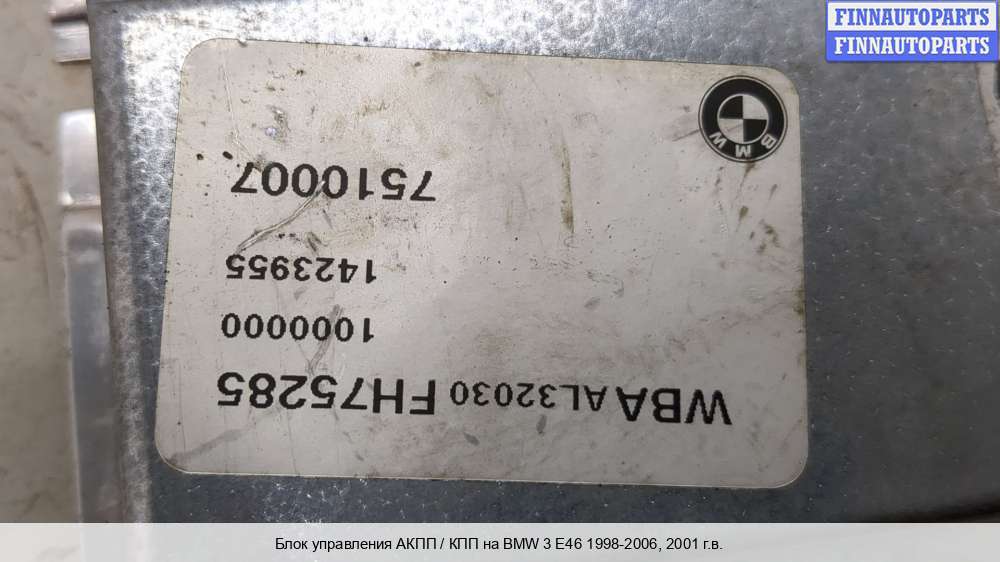 FINNAUTOPARTS
FINNAUTOPARTS
WBAAL32030FH75285
1000000
1423955
7510007
BMW
Блок управления АКПП / КПП на BMW 3 E46 1998-2006, 2001 г.в.